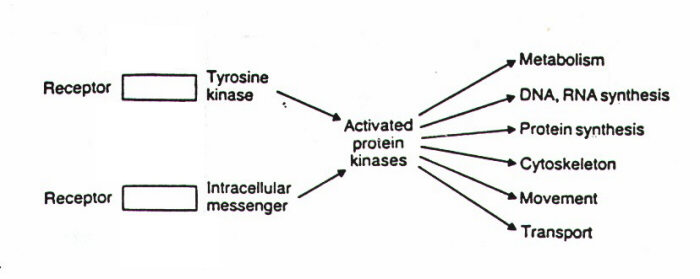 Receptor
Tyrosine
kinase
Receptor
Intracellular
messenger
Activated
protein
kinases
Metabolism
DNA, RNA synthesis
Protein synthesis
Cytoskeleton
Movement
Transport